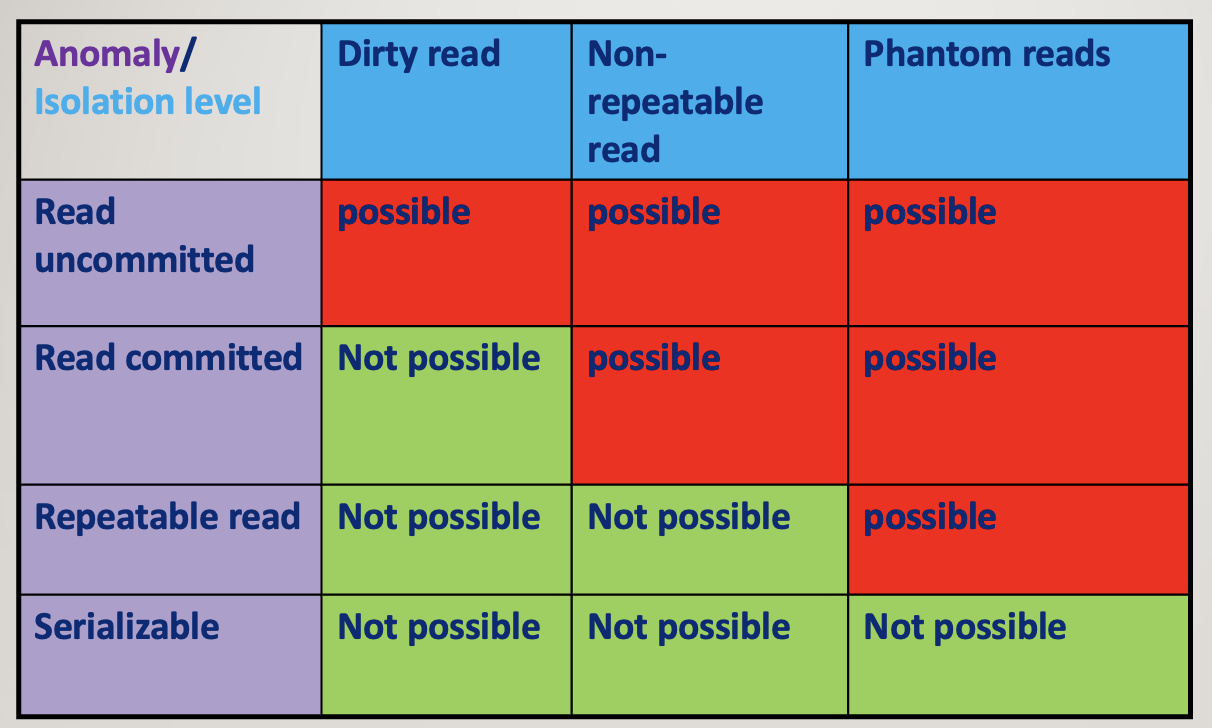 Anomaly/
Isolation level
Dirty read
Non-
repeatable
read
Phantom reads
Read
uncommitted
possible
possible
possible
Read committed
Not possible
possible
possible
Repeatable read
Not possible
Not possible
possible
Serializable
Not possible
Not possible
Not possible